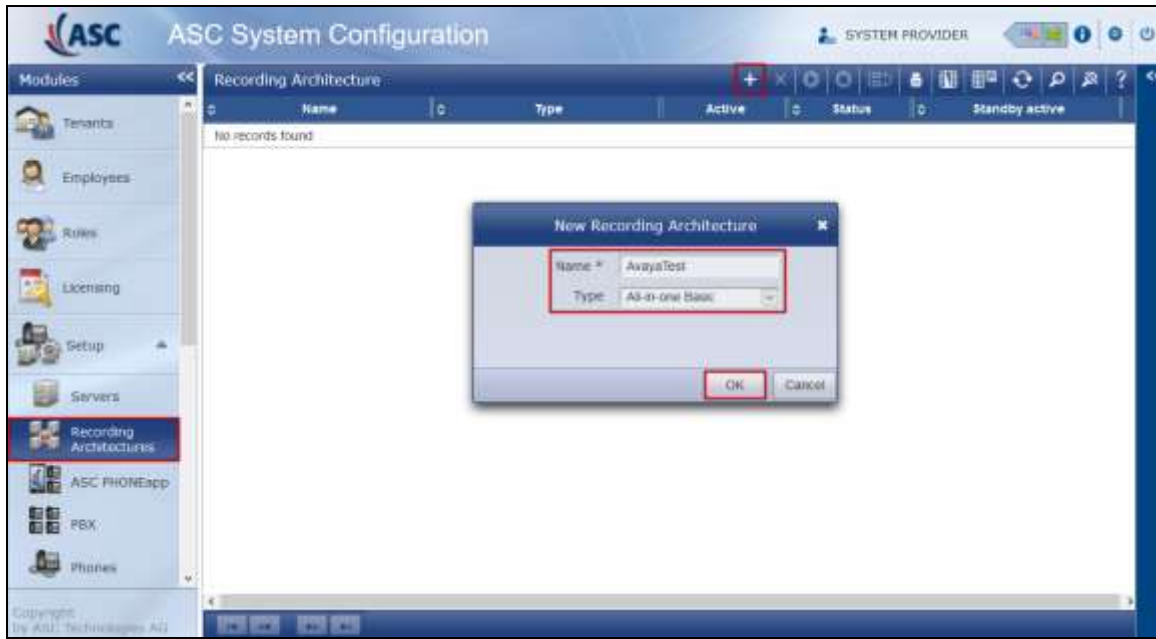 ASC ASC System Configuration SYSTEM PROVIDER
Modules << Recording Architecture
Name Type Active Status Standby active
No records found
Tenants
Employees
Roles
Licensing
Setup
Servers
Recording
Architectures
ASC PHONEapp
PBX
Phones
New Recording Architecture
Name * AvayaTest
Type All-in-one Basic
OK Cancel
Copyright
by ASC Technologies AG